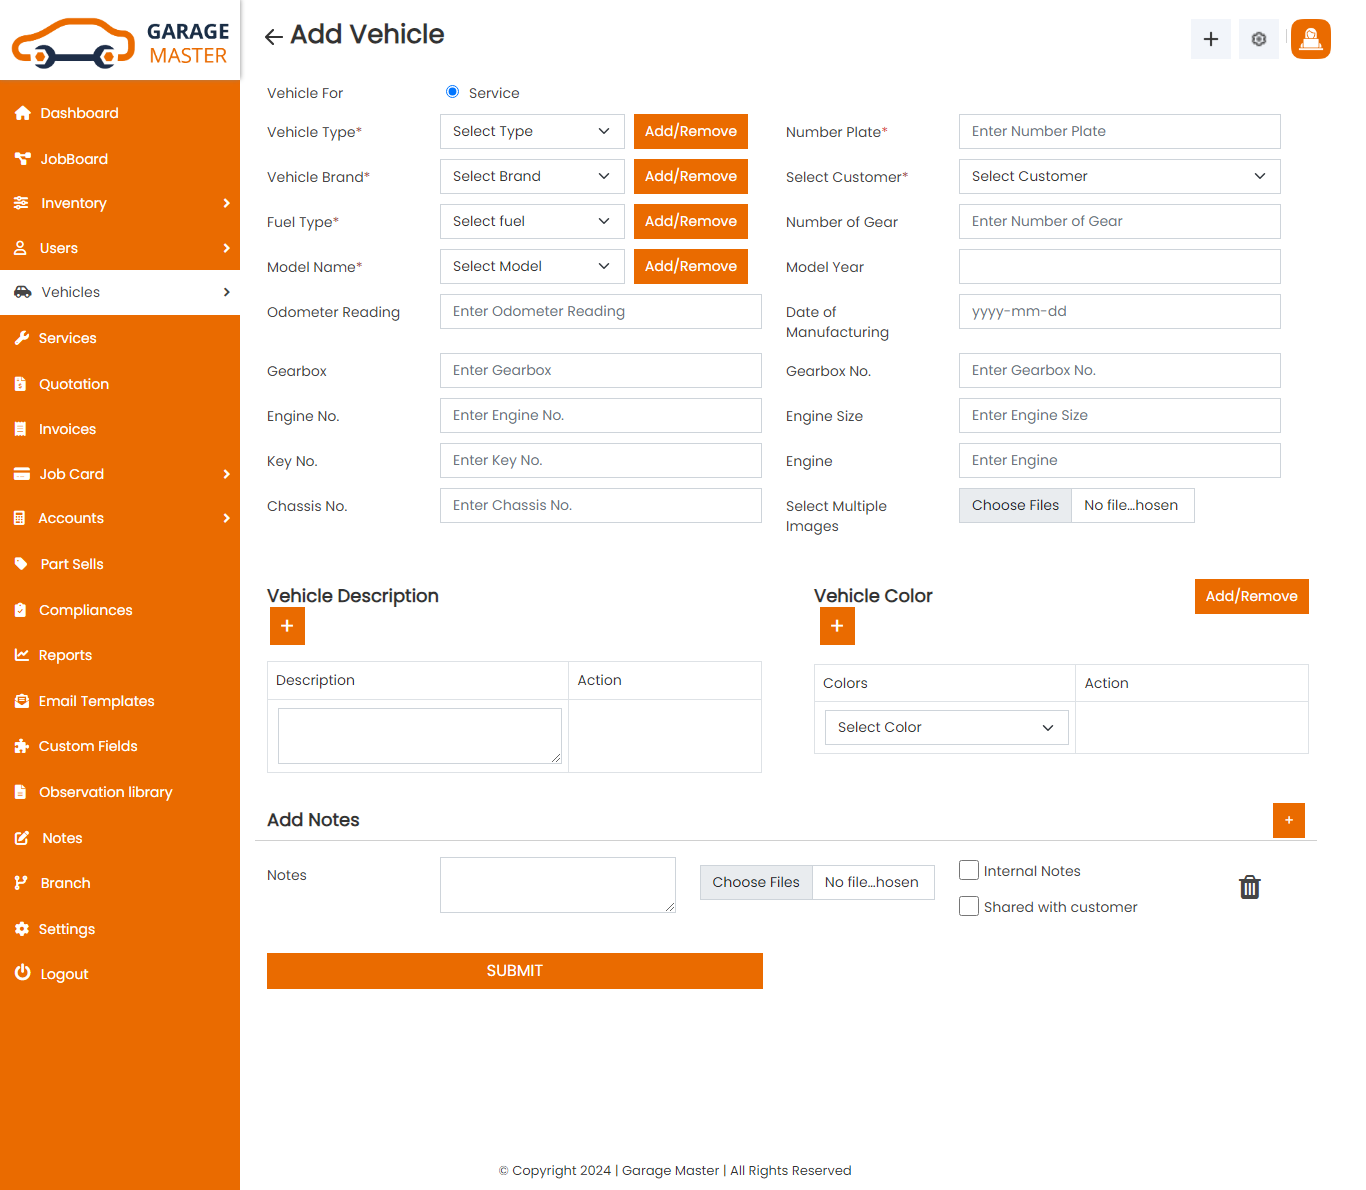 GARAGE
MASTER
Add Vehicle
Dashboard
JobBoard
Inventory
Users
Vehicles
Services
Quotation
Invoices
Job Card
Accounts
Part Sells
Compliances
Reports
Email Templates
Custom Fields
Observation library
Notes
Branch
Settings
Logout
Vehicle For Service
Vehicle Type* Select Type Add/Remove Number Plate* Enter Number Plate
Vehicle Brand* Select Brand Add/Remove Select Customer* Select Customer
Fuel Type* Select fuel Add/Remove Number of Gear Enter Number of Gear
Model Name* Select Model Add/Remove Model Year
Odometer Reading Enter Odometer Reading Date of Manufacturing yyyy-mm-dd
Gearbox Enter Gearbox Gearbox No. Enter Gearbox No.
Engine No. Enter Engine No. Engine Size Enter Engine Size
Key No. Enter Key No. Engine Enter Engine
Chassis No. Enter Chassis No. Select Multiple Images Choose Files No file...hosen
Vehicle Description
+
Description Action
Vehicle Color Add/Remove
+
Colors Action
Select Color
Add Notes +
Notes Choose Files No file...hosen Internal Notes
Shared with customer
SUBMIT
© Copyright 2024 | Garage Master | All Rights Reserved